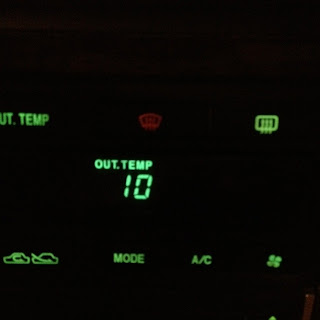 UT. TEMP
OUT.TEMP
10
MODE A/C